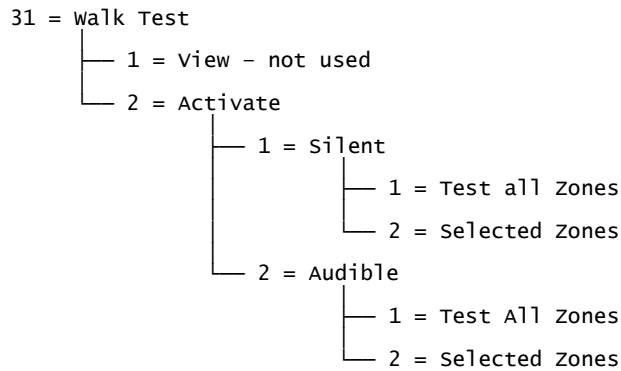 31 = Walk Test
1 = View – not used
2 = Activate
1 = Silent
1 = Test all Zones
2 = Selected Zones
2 = Audible
1 = Test All Zones
2 = Selected Zones